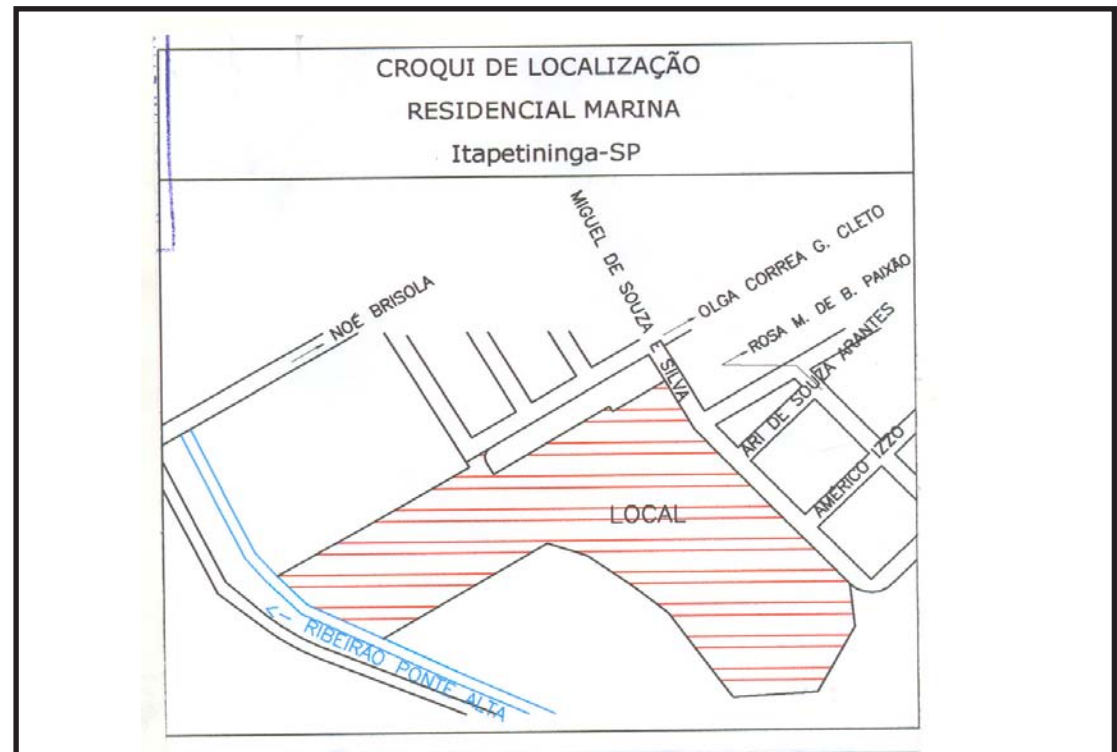 CROQUI DE LOCALIZAÇÃO
RESIDENCIAL MARINA
Itapetininga-SP
MIGUEL DE SOUZA E SILVA
OLGA CORREA G. CLETO
ROSA M. DE B. PAIXÃO
NOÉ BRISOLA
ARI DE SOUZA ARANTES
AMÉRICO IZZO
LOCAL
RIBEIRÃO PONTE ALTA